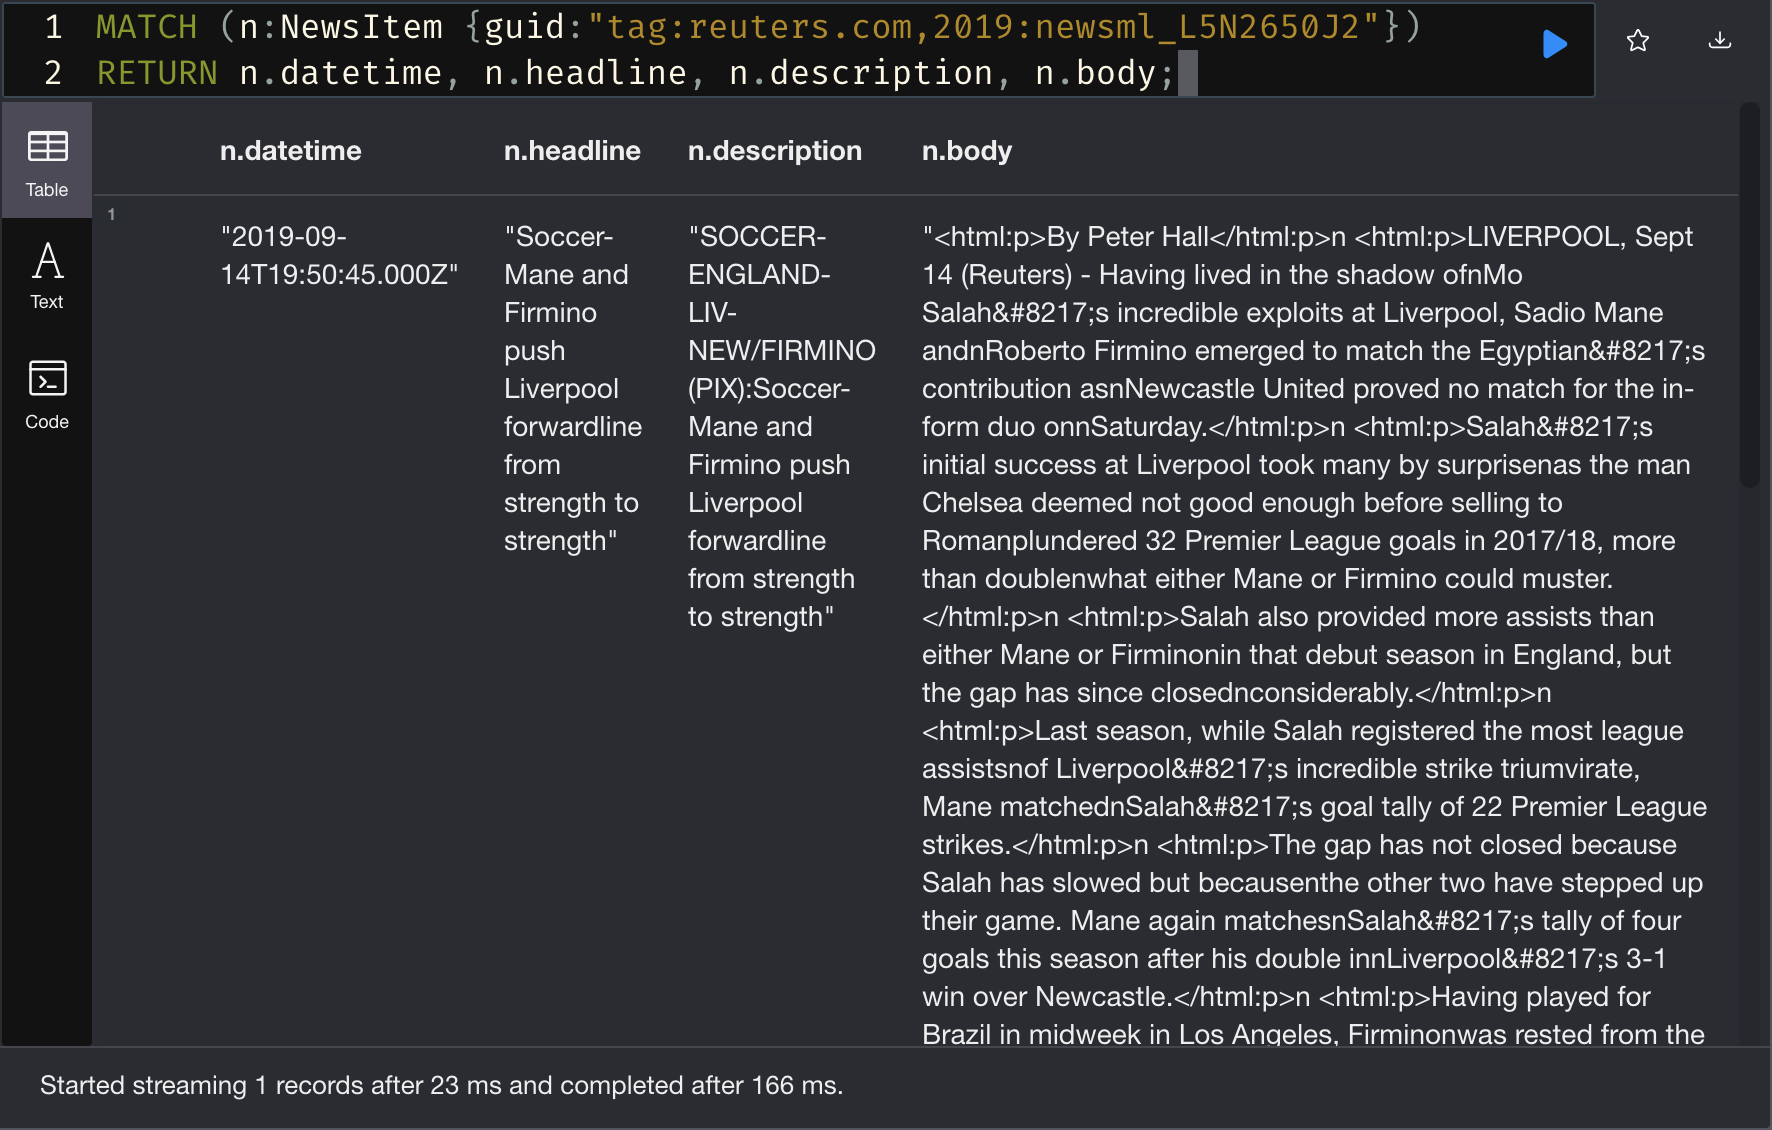 1 MATCH (n:NewsItem {guid:"tag:reuters.com,2019:newsml_L5N2650J2"})
2 RETURN n.datetime, n.headline, n.description, n.body;
Table
Text
Code
n.datetime n.headline n.description n.body
1
"2019-09-
14T19:50:45.000Z"
"Soccer-
Mane and
Firmino
push
Liverpool
forwardline
from
strength to
strength"
"SOCCER-
ENGLAND-
LIV-
NEW/FIRMINO
(PIX):Soccer-
Mane and
Firmino push
Liverpool
forwardline
from strength
to strength"
"<html:p>By Peter Hall</html:p>n <html:p>LIVERPOOL, Sept
14 (Reuters) - Having lived in the shadow ofnMo
Salah&#8217;s incredible exploits at Liverpool, Sadio Mane
andnRoberto Firmino emerged to match the Egyptian&#8217;s
contribution asnNewcastle United proved no match for the in-
form duo onnSaturday.</html:p>n <html:p>Salah&#8217;s
initial success at Liverpool took many by surprisenas the man
Chelsea deemed not good enough before selling to
Romanplundered 32 Premier League goals in 2017/18, more
than doublenwhat either Mane or Firmino could muster.
</html:p>n <html:p>Salah also provided more assists than
either Mane or Firminonin that debut season in England, but
the gap has since closednconsiderably.</html:p>n
<html:p>Last season, while Salah registered the most league
assistsnof Liverpool&#8217;s incredible strike triumvirate,
Mane matchednSalah&#8217;s goal tally of 22 Premier League
strikes.</html:p>n <html:p>The gap has not closed because
Salah has slowed but becausenthe other two have stepped up
their game. Mane again matchesnSalah&#8217;s tally of four
goals this season after his double innLiverpool&#8217;s 3-1
win over Newcastle.</html:p>n <html:p>Having played for
Brazil in midweek in Los Angeles, Firminonwas rested from the
Started streaming 1 records after 23 ms and completed after 166 ms.